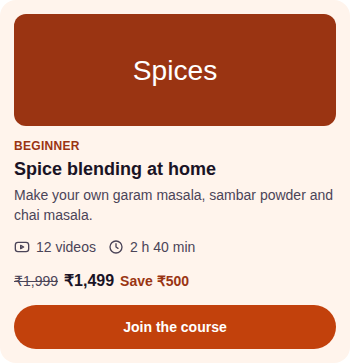 Spices
BEGINNER
Spice blending at home
Make your own garam masala, sambar powder and
chai masala.
12 videos 2 h 40 min
₹1,999 ₹1,499 Save ₹500
Join the course